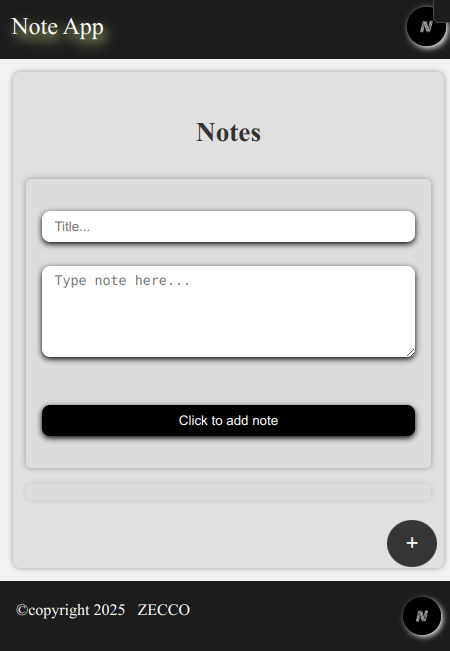 Note App
N
Notes
Title...
Type note here...
Click to add note
+
©copyright 2025 ZECCO
N